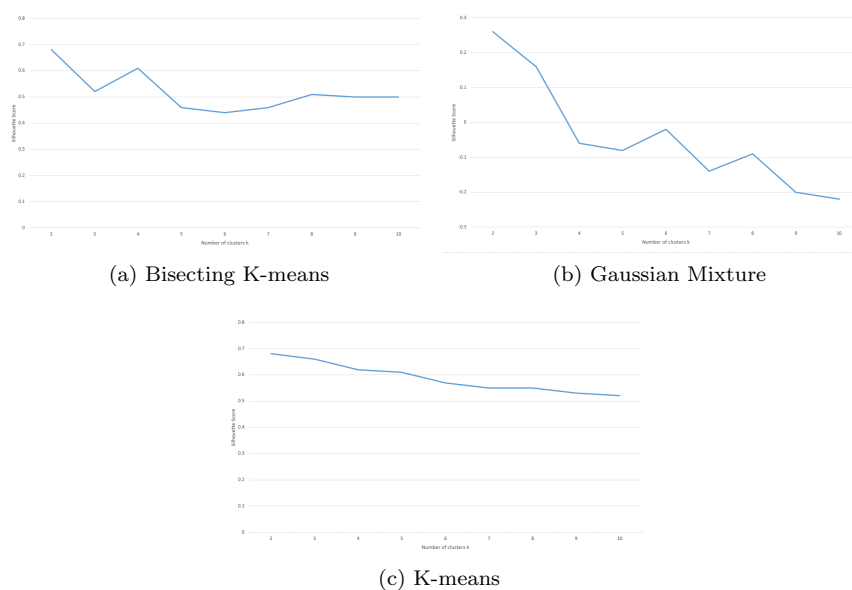 0.8
0.7
0.6
0.5
0.4
0.3
0.2
0.1
0
Silhouette Score
2 3 4 5 6 7 8 9 10
Number of clusters k
(a) Bisecting K-means
0.3
0.2
0.1
0
-0.1
-0.2
-0.3
Silhouette Score
2 3 4 5 6 7 8 9 10
Number of clusters k
(b) Gaussian Mixture
0.8
0.7
0.6
0.5
0.4
0.3
0.2
0.1
0
Silhouette Score
2 3 4 5 6 7 8 9 10
Number of clusters k
(c) K-means